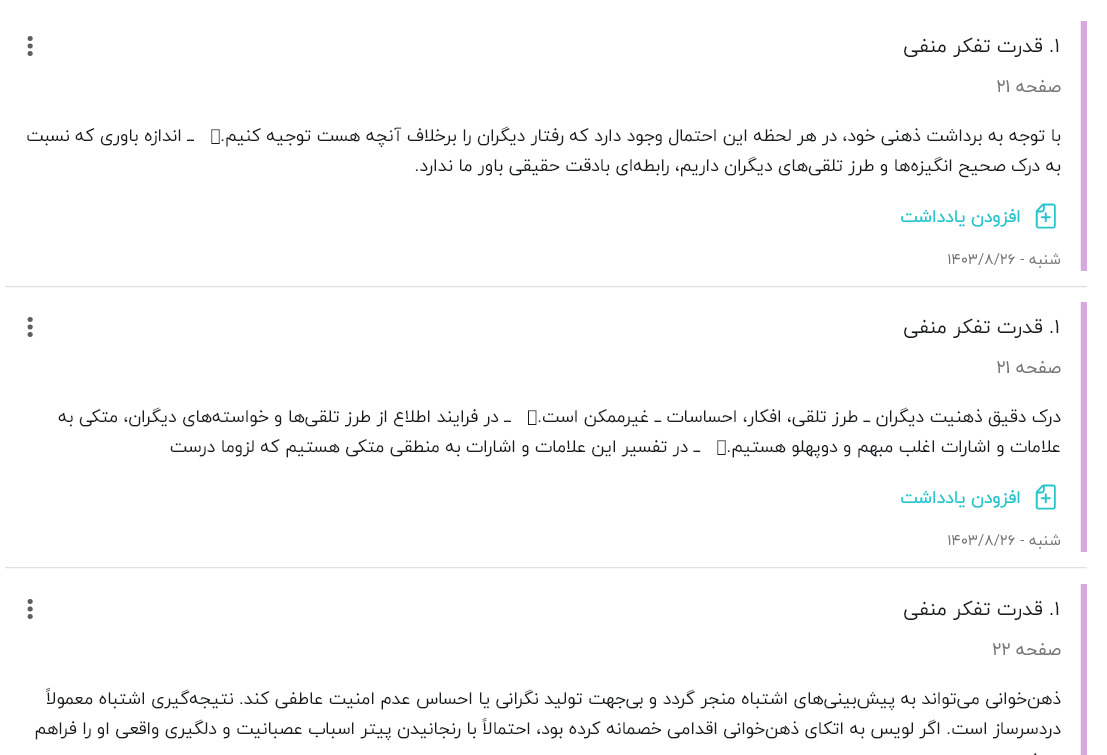 ۱. قدرت تفکر منفی
صفحه ۲۱
با توجه به برداشت ذهنی خود، در هر لحظه این احتمال وجود دارد که رفتار دیگران را برخلاف آنچه هست توجیه کنیم. ـ اندازه باوری که نسبت
به درک صحیح انگیزه‌ها و طرز تلقی‌های دیگران داریم، رابطه‌ای بادقت حقیقی باور ما ندارد.
افزودن یادداشت
شنبه - ۱۴۰۳/۸/۲۶
۱. قدرت تفکر منفی
صفحه ۲۱
درک دقیق ذهنیت دیگران ـ طرز تلقی، افکار، احساسات ـ غیرممکن است. ـ در فرایند اطلاع از طرز تلقی‌ها و خواسته‌های دیگران، متکی به
علامات و اشارات اغلب مبهم و دوپهلو هستیم. ـ در تفسیر این علامات و اشارات به منطقی متکی هستیم که لزوما درست
افزودن یادداشت
شنبه - ۱۴۰۳/۸/۲۶
۱. قدرت تفکر منفی
صفحه ۲۲
ذهن‌خوانی می‌تواند به پیش‌بینی‌های اشتباه منجر گردد و بی‌جهت تولید نگرانی یا احساس عدم امنیت عاطفی کند. نتیجه‌گیری اشتباه معمولاً
دردسرساز است. اگر لویس به اتکای ذهن‌خوانی اقدامی خصمانه کرده بود، احتمالاً با رنجانیدن پیتر اسباب عصبانیت و دلگیری واقعی او را فراهم